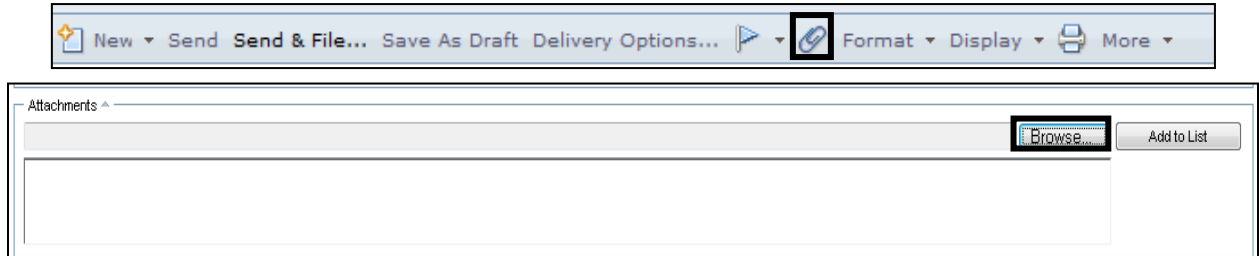 New Send Send & File... Save As Draft Delivery Options... Format Display More
Attachments
Browse... Add to List